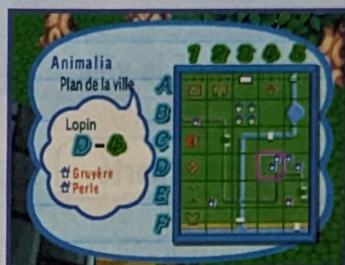 Animalia
Plan de la ville
1 2 3 4 5
A
B
C
D
E
F
Lopin
D-4
Gruyère
Perle